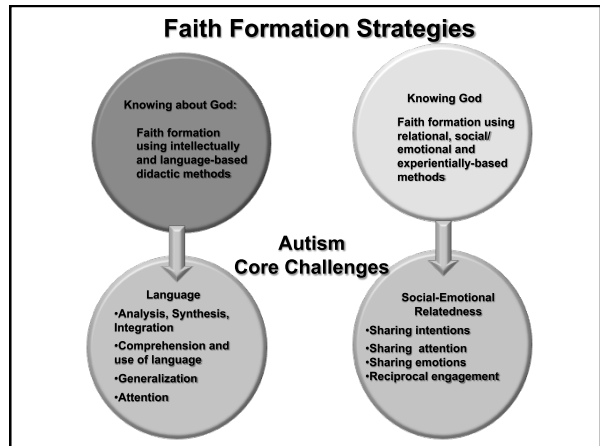 Faith Formation Strategies
Knowing about God:
Faith formation
using intellectually
and language-based
didactic methods
Knowing God
Faith formation using
relational, social/
emotional and
experientially-based
methods
Autism
Core Challenges
Language
•Analysis, Synthesis,
Integration
•Comprehension and
use of language
•Generalization
•Attention
Social-Emotional
Relatedness
•Sharing intentions
•Sharing attention
•Sharing emotions
•Reciprocal engagement